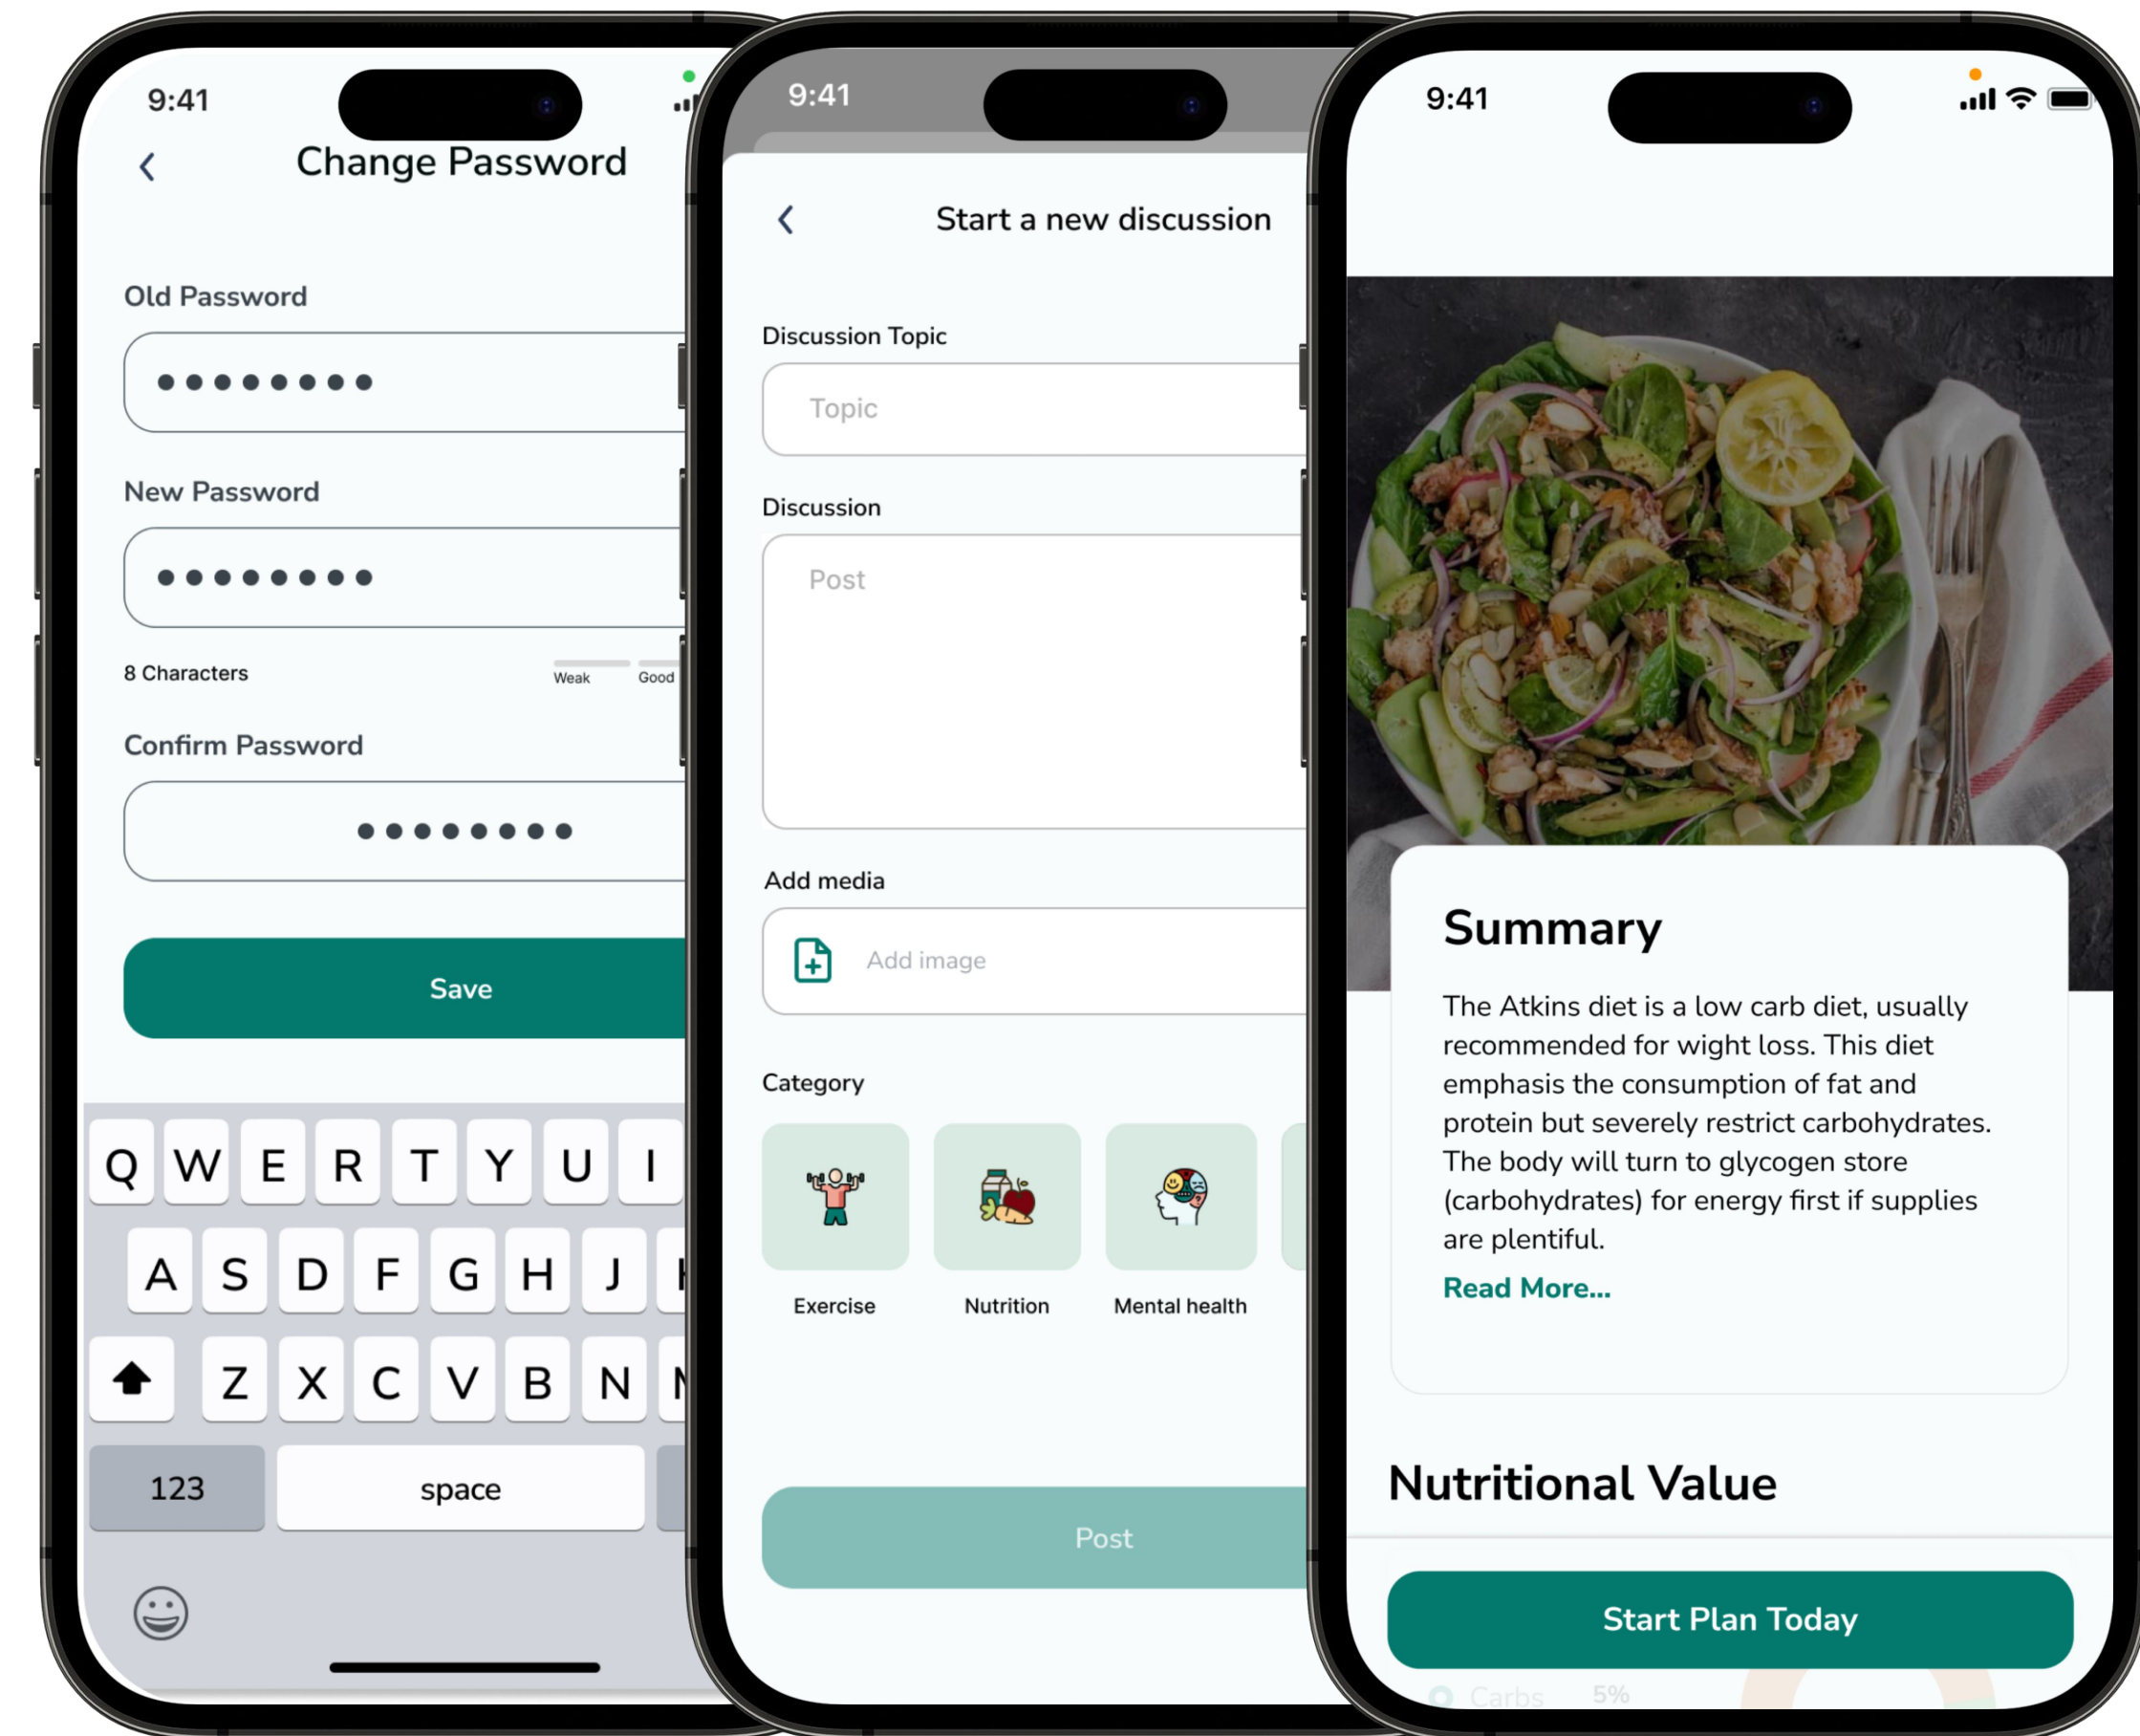 9:41
Change Password
Old Password
New Password
8 Characters
Weak
Good
Confirm Password
Save
Q W E R T Y U I
A S D F G H J
Z X C V B N
123
space
9:41
Start a new discussion
Discussion Topic
Topic
Discussion
Post
Add media
Add image
Category
Exercise
Nutrition
Mental health
Post
9:41
Summary
The Atkins diet is a low carb diet, usually
recommended for wight loss. This diet
emphasis the consumption of fat and
protein but severely restrict carbohydrates.
The body will turn to glycogen store
(carbohydrates) for energy first if supplies
are plentiful.
Read More...
Nutritional Value
Start Plan Today
Carbs 5%